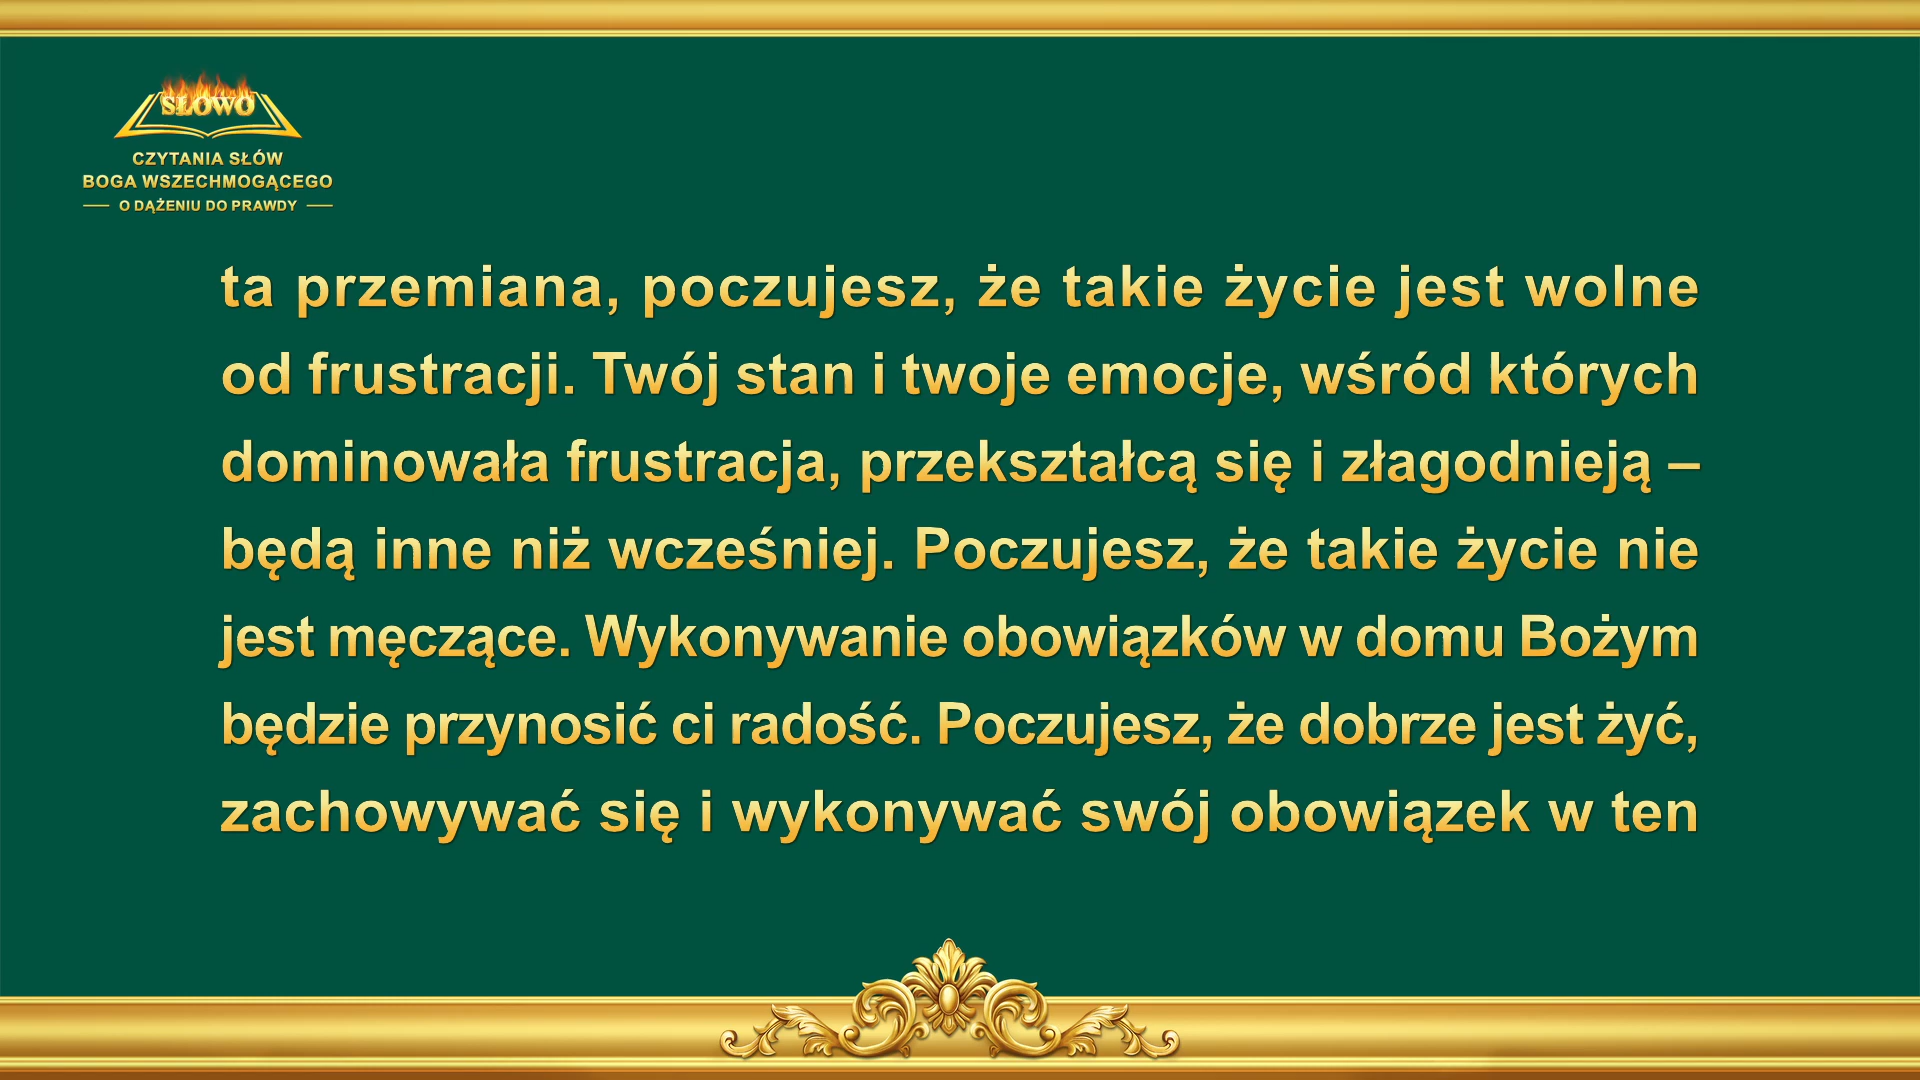 SŁOWO
CZYTANIA SŁÓW
BOGA WSZECHMOGĄCEGO
O DĄŻENIU DO PRAWDY
ta przemiana, poczujesz, że takie życie jest wolne
od frustracji. Twój stan i twoje emocje, wśród których
dominowała frustracja, przekształcą się i złagodnieją –
będą inne niż wcześniej. Poczujesz, że takie życie nie
jest męczące. Wykonywanie obowiązków w domu Bożym
będzie przynosić ci radość. Poczujesz, że dobrze jest żyć,
zachowywać się i wykonywać swój obowiązek w ten